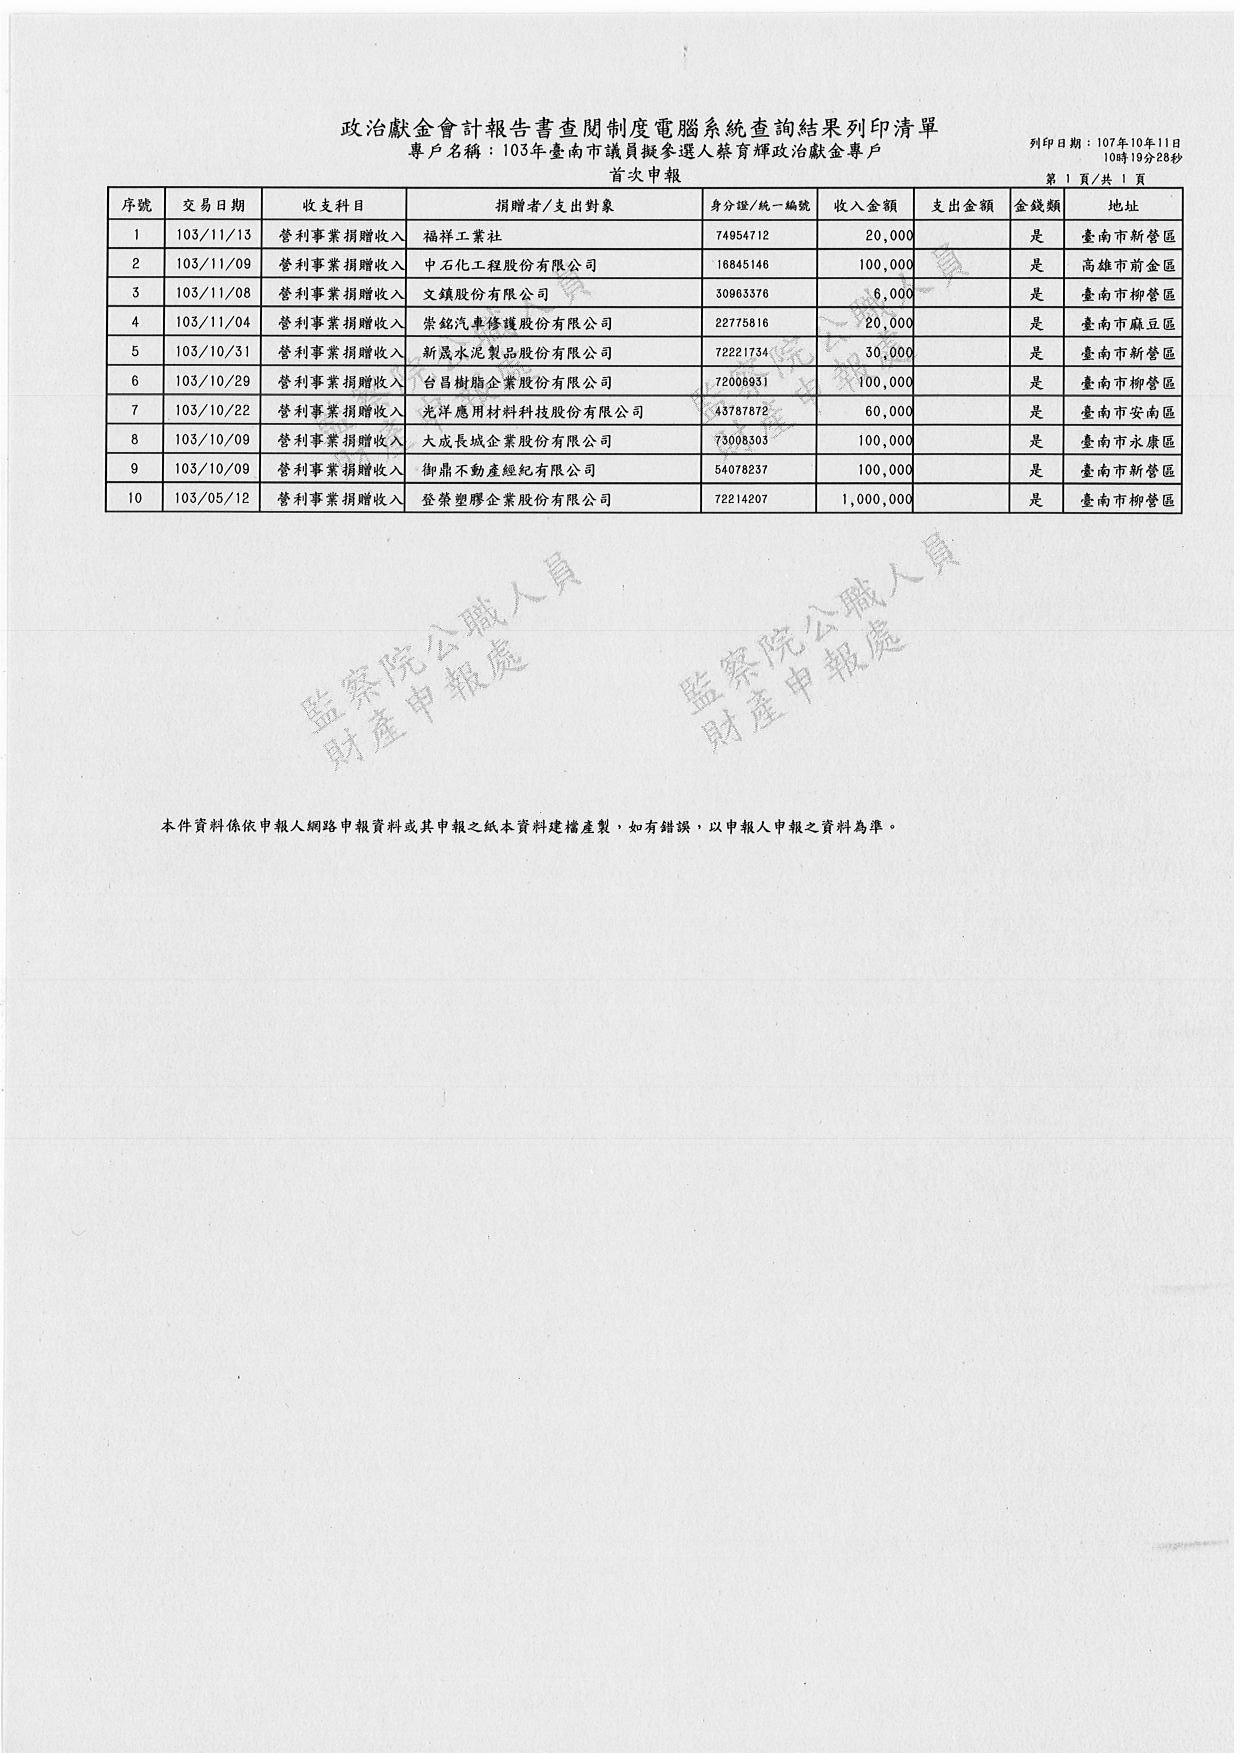 政治獻金會計報告書查閱制度電腦系統查詢結果列印清單
專戶名稱：103年臺南市議員擬參選人蔡育輝政治獻金專戶
列印日期：107年10年11日
10時19分28秒
首次申報
第 1 頁/共 1 頁
序號 交易日期 收支科目 捐贈者/支出對象 身分證/統一編號 收入金額 支出金額 金錢類 地址
1 103/11/13 營利事業捐贈收入 福祥工業社 74954712 20,000 是 臺南市新營區
2 103/11/09 營利事業捐贈收入 中石化工程股份有限公司 16845146 100,000 是 高雄市前金區
3 103/11/08 營利事業捐贈收入 文鎮股份有限公司 30963376 6,000 是 臺南市柳營區
4 103/11/04 營利事業捐贈收入 崇銘汽車修護股份有限公司 22775816 20,000 是 臺南市麻豆區
5 103/10/31 營利事業捐贈收入 新晟水泥製品股份有限公司 72221734 30,000 是 臺南市新營區
6 103/10/29 營利事業捐贈收入 台昌樹脂企業股份有限公司 72006931 100,000 是 臺南市柳營區
7 103/10/22 營利事業捐贈收入 光洋應用材料科技股份有限公司 43787872 60,000 是 臺南市安南區
8 103/10/09 營利事業捐贈收入 大成長城企業股份有限公司 73008303 100,000 是 臺南市永康區
9 103/10/09 營利事業捐贈收入 御鼎不動產經紀有限公司 54078237 100,000 是 臺南市新營區
10 103/05/12 營利事業捐贈收入 登榮塑膠企業股份有限公司 72214207 1,000,000 是 臺南市柳營區
監察院公職人員
財產申報處
監察院公職人員
財產申報處
監察院公職人員
財產申報處
監察院公職人員
財產申報處
本件資料係依申報人網路申報資料或其申報之紙本資料建檔產製，如有錯誤，以申報人申報之資料為準。